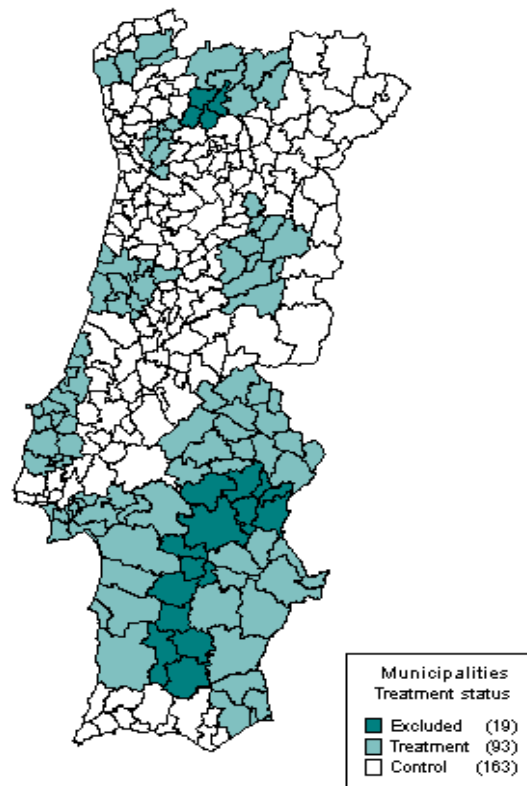 Municipalities
Treatment status
Excluded (19)
Treatment (93)
Control (163)